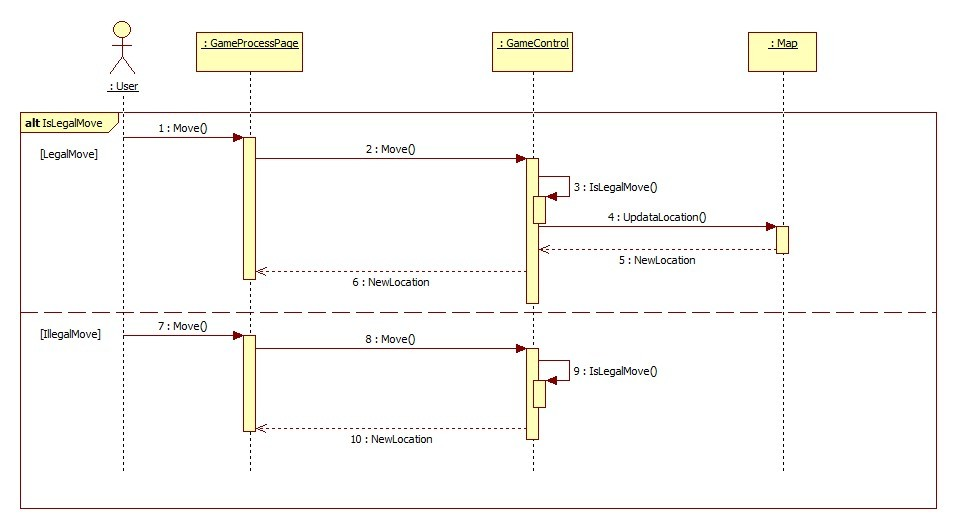 : GameProcessPage
: GameControl
: Map
: User
alt IsLegalMove
1 : Move()
[LegalMove]
2 : Move()
3 : IsLegalMove()
4 : UpdataLocation()
5 : NewLocation
6 : NewLocation
[IllegalMove]
7 : Move()
8 : Move()
9 : IsLegalMove()
10 : NewLocation